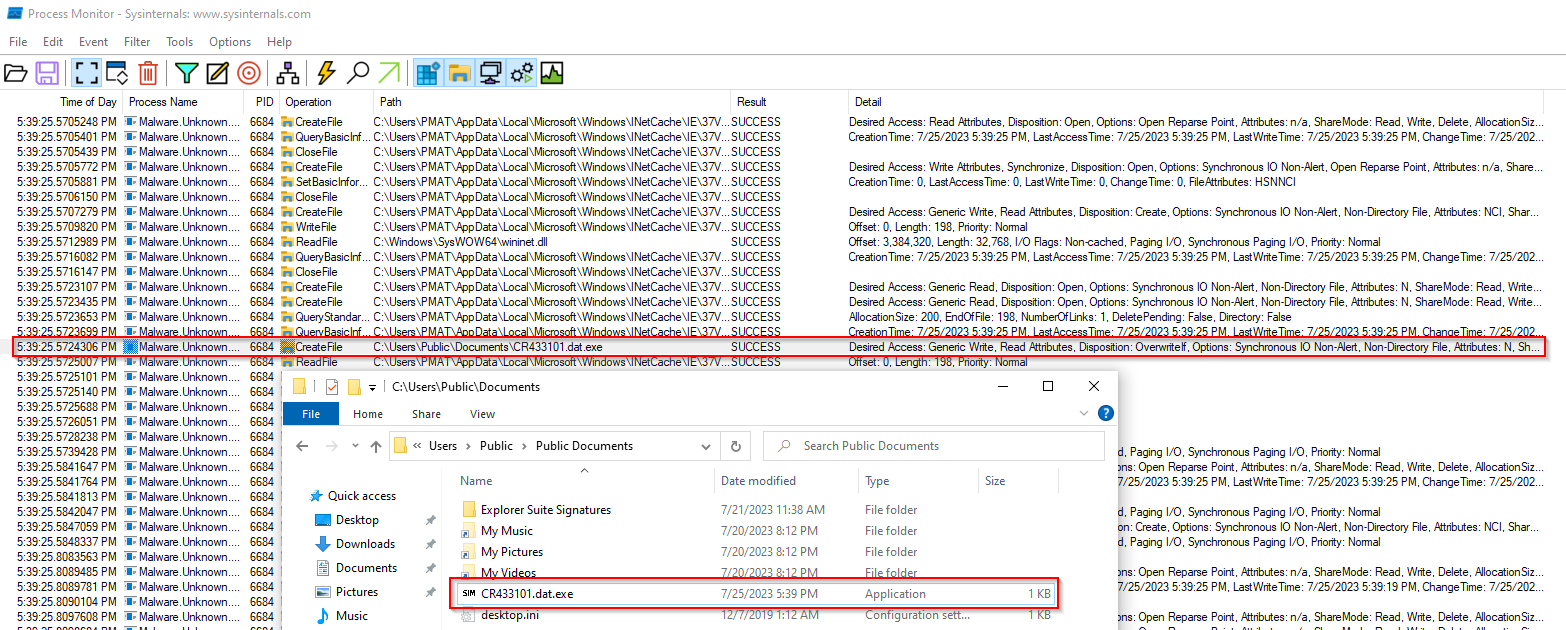 Process Monitor - Sysinternals: www.sysinternals.com
File Edit Event Filter Tools Options Help
Time of Day Process Name PID Operation Path Result Detail
5:39:25.5705248 PM Malware.Unknown.... 6684 CreateFile C:\Users\PMAT\AppData\Local\Microsoft\Windows\INetCache\IE\37V... SUCCESS Desired Access: Read Attributes, Disposition: Open, Options: Open Reparse Point, Attributes: n/a, ShareMode: Read, Write, Delete, AllocationSiz...
5:39:25.5705401 PM Malware.Unknown.... 6684 QueryBasicInf... C:\Users\PMAT\AppData\Local\Microsoft\Windows\INetCache\IE\37V... SUCCESS CreationTime: 7/25/2023 5:39:25 PM, LastAccessTime: 7/25/2023 5:39:25 PM, LastWriteTime: 7/25/2023 5:39:25 PM, ChangeTime: 7/25/202...
5:39:25.5705439 PM Malware.Unknown.... 6684 CloseFile C:\Users\PMAT\AppData\Local\Microsoft\Windows\INetCache\IE\37V... SUCCESS
5:39:25.5705772 PM Malware.Unknown.... 6684 CreateFile C:\Users\PMAT\AppData\Local\Microsoft\Windows\INetCache\IE\37V... SUCCESS Desired Access: Write Attributes, Synchronize, Disposition: Open, Options: Synchronous IO Non-Alert, Open Reparse Point, Attributes: n/a, Share...
5:39:25.5705881 PM Malware.Unknown.... 6684 SetBasicInfor... C:\Users\PMAT\AppData\Local\Microsoft\Windows\INetCache\IE\37V... SUCCESS CreationTime: 0, LastAccessTime: 0, LastWriteTime: 0, ChangeTime: 0, FileAttributes: HSNNCI
5:39:25.5706150 PM Malware.Unknown.... 6684 CloseFile C:\Users\PMAT\AppData\Local\Microsoft\Windows\INetCache\IE\37V... SUCCESS
5:39:25.5707279 PM Malware.Unknown.... 6684 CreateFile C:\Users\PMAT\AppData\Local\Microsoft\Windows\INetCache\IE\37V... SUCCESS Desired Access: Generic Write, Read Attributes, Disposition: Create, Options: Synchronous IO Non-Alert, Non-Directory File, Attributes: NCI, Shar...
5:39:25.5709820 PM Malware.Unknown.... 6684 WriteFile C:\Users\PMAT\AppData\Local\Microsoft\Windows\INetCache\IE\37V... SUCCESS Offset: 0, Length: 198, Priority: Normal
5:39:25.5712989 PM Malware.Unknown.... 6684 ReadFile C:\Windows\SysWOW64\wininet.dll SUCCESS Offset: 3,384,320, Length: 32,768, I/O Flags: Non-cached, Paging I/O, Synchronous Paging I/O, Priority: Normal
5:39:25.5716082 PM Malware.Unknown.... 6684 QueryBasicInf... C:\Users\PMAT\AppData\Local\Microsoft\Windows\INetCache\IE\37V... SUCCESS CreationTime: 7/25/2023 5:39:25 PM, LastAccessTime: 7/25/2023 5:39:25 PM, LastWriteTime: 7/25/2023 5:39:25 PM, ChangeTime: 7/25/202...
5:39:25.5716147 PM Malware.Unknown.... 6684 CloseFile C:\Users\PMAT\AppData\Local\Microsoft\Windows\INetCache\IE\37V... SUCCESS
5:39:25.5723107 PM Malware.Unknown.... 6684 CreateFile C:\Users\PMAT\AppData\Local\Microsoft\Windows\INetCache\IE\37V... SUCCESS Desired Access: Generic Read, Disposition: Open, Options: Synchronous IO Non-Alert, Non-Directory File, Attributes: N, ShareMode: Read, Write...
5:39:25.5723435 PM Malware.Unknown.... 6684 CreateFile C:\Users\PMAT\AppData\Local\Microsoft\Windows\INetCache\IE\37V... SUCCESS Desired Access: Generic Read, Disposition: Open, Options: Synchronous IO Non-Alert, Non-Directory File, Attributes: N, ShareMode: Read, Write...
5:39:25.5723653 PM Malware.Unknown.... 6684 QueryStandar... C:\Users\PMAT\AppData\Local\Microsoft\Windows\INetCache\IE\37V... SUCCESS AllocationSize: 200, EndOfFile: 198, NumberOfLinks: 1, DeletePending: False, Directory: False
5:39:25.5723699 PM Malware.Unknown.... 6684 QueryBasicInf... C:\Users\PMAT\AppData\Local\Microsoft\Windows\INetCache\IE\37V... SUCCESS CreationTime: 7/25/2023 5:39:25 PM, LastAccessTime: 7/25/2023 5:39:25 PM, LastWriteTime: 7/25/2023 5:39:25 PM, ChangeTime: 7/25/202...
5:39:25.5724306 PM Malware.Unknown.... 6684 CreateFile C:\Users\Public\Documents\CR433101.dat.exe SUCCESS Desired Access: Generic Write, Read Attributes, Disposition: OverwriteIf, Options: Synchronous IO Non-Alert, Non-Directory File, Attributes: N, Sh...
5:39:25.5725007 PM Malware.Unknown.... 6684 ReadFile C:\Users\PMAT\AppData\Local\Microsoft\Windows\INetCache\IE\37V... SUCCESS Offset: 0, Length: 198, Priority: Normal
5:39:25.5725101 PM Malware.Unknown.... 6684
5:39:25.5725140 PM Malware.Unknown.... 6684
5:39:25.5725688 PM Malware.Unknown.... 6684
5:39:25.5726051 PM Malware.Unknown.... 6684
5:39:25.5728238 PM Malware.Unknown.... 6684
5:39:25.5739428 PM Malware.Unknown.... 6684 d, Paging I/O, Synchronous Paging I/O, Priority: Normal
5:39:25.5841647 PM Malware.Unknown.... 6684 ons: Open Reparse Point, Attributes: n/a, ShareMode: Read, Write, Delete, AllocationSiz...
5:39:25.5841764 PM Malware.Unknown.... 6684 7/25/2023 5:39:25 PM, LastWriteTime: 7/25/2023 5:39:25 PM, ChangeTime: 7/25/202...
5:39:25.5841813 PM Malware.Unknown.... 6684
5:39:25.5842047 PM Malware.Unknown.... 6684
5:39:25.5847059 PM Malware.Unknown.... 6684 on: Create, Options: Synchronous IO Non-Alert, Non-Directory File, Attributes: NCI, Shar...
5:39:25.5848337 PM Malware.Unknown.... 6684 d, Paging I/O, Synchronous Paging I/O, Priority: Normal
5:39:25.8083563 PM Malware.Unknown.... 6684
5:39:25.8089485 PM Malware.Unknown.... 6684 ons: Open Reparse Point, Attributes: n/a, ShareMode: Read, Write, Delete, AllocationSiz...
5:39:25.8089781 PM Malware.Unknown.... 6684 7/25/2023 5:39:25 PM, LastWriteTime: 7/25/2023 5:39:19 PM, ChangeTime: 7/25/202...
5:39:25.8090104 PM Malware.Unknown.... 6684
C:\Users\Public\Documents
File Home Share View
« Users > Public > Public Documents
Search Public Documents
Name Date modified Type Size
Quick access
Desktop
Downloads
Documents
Pictures
Music
Explorer Suite Signatures 7/21/2023 11:38 AM File folder
My Music 7/20/2023 8:12 PM File folder
My Pictures 7/20/2023 8:12 PM File folder
My Videos 7/20/2023 8:12 PM File folder
SIM CR433101.dat.exe 7/25/2023 5:39 PM Application 1 KB
desktop.ini 12/7/2019 1:12 AM Configuration sett... 1 KB